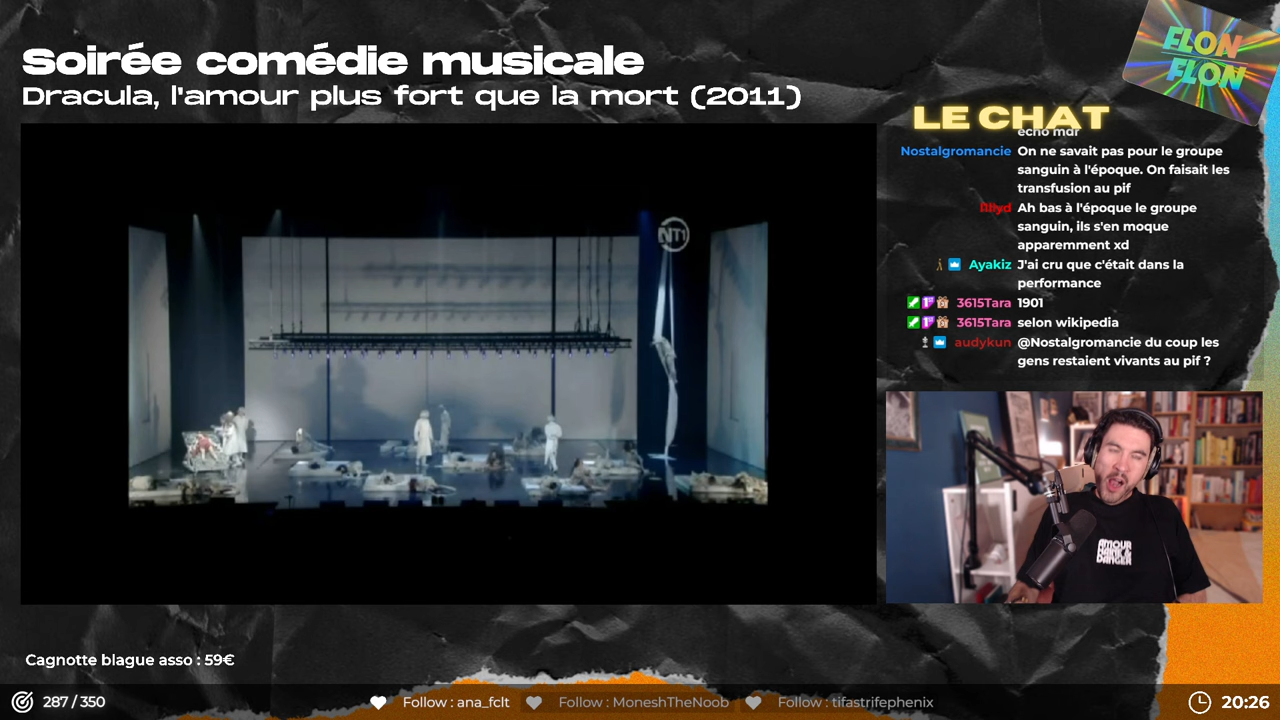 Soirée comédie musicale
Dracula, l'amour plus fort que la mort (2011)
FLON
FLON
LE CHAT
echo mdr
Nostalgromancie On ne savait pas pour le groupe
sanguin à l'époque. On faisait les
transfusion au pif
Ah bas à l'époque le groupe
sanguin, ils s'en moque
apparemment xd
Ayakiz J'ai cru que c'était dans la
performance
3615Tara 1901
3615Tara selon wikipedia
audykun @Nostalgromancie du coup les
gens restaient vivants au pif ?
NT1
AMOUR
DANGER
Cagnotte blague asso : 59€
287 / 350
Follow : ana_fclt
Follow : MoneshTheNoob
Follow : tifastrifephenix
20:26